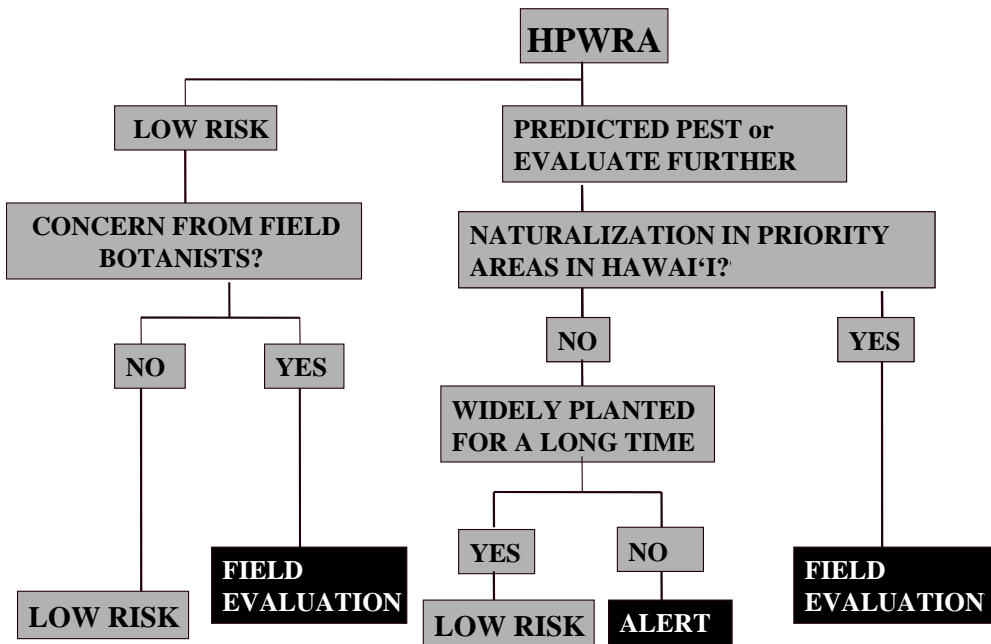 HPWRA
LOW RISK
PREDICTED PEST or
EVALUATE FURTHER
CONCERN FROM FIELD
BOTANISTS?
NATURALIZATION IN PRIORITY
AREAS IN HAWAI‘I?
NO
YES
NO
YES
WIDELY PLANTED
FOR A LONG TIME
YES
NO
FIELD
EVALUATION
FIELD
EVALUATION
LOW RISK
LOW RISK
ALERT